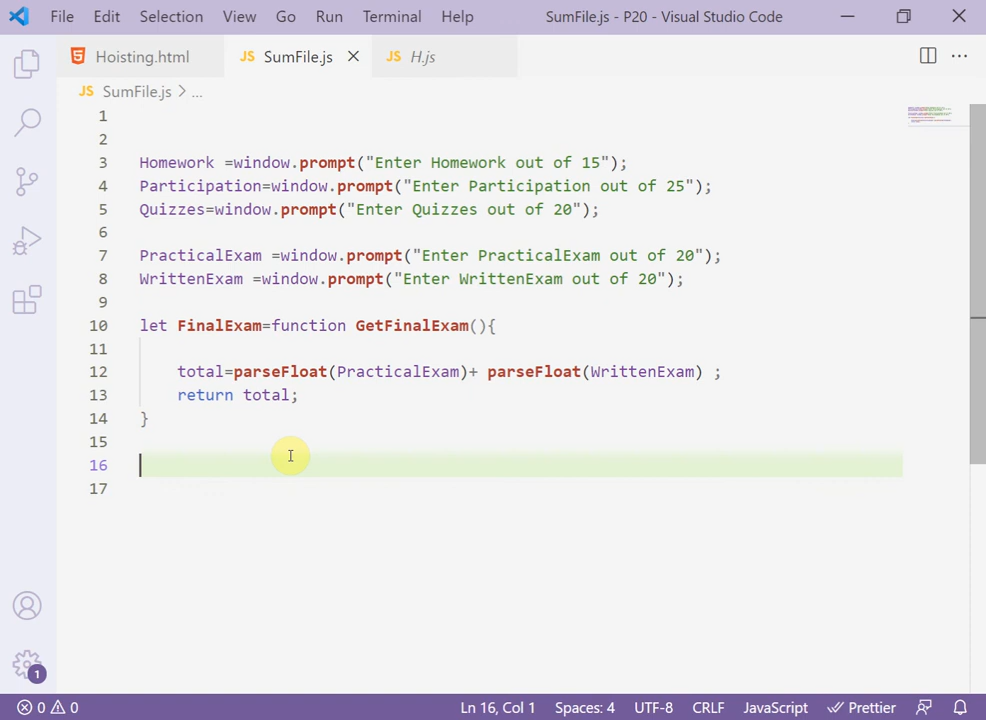 File Edit Selection View Go Run Terminal Help SumFile.js - P20 - Visual Studio Code
Hoisting.html JS SumFile.js JS H.js
JS SumFile.js > ...
1
2
3 Homework =window.prompt("Enter Homework out of 15");
4 Participation=window.prompt("Enter Participation out of 25");
5 Quizzes=window.prompt("Enter Quizzes out of 20");
6
7 PracticalExam =window.prompt("Enter PracticalExam out of 20");
8 WrittenExam =window.prompt("Enter WrittenExam out of 20");
9
10 let FinalExam=function GetFinalExam(){
11
12 total=parseFloat(PracticalExam)+ parseFloat(WrittenExam) ;
13 return total;
14 }
15
16
17
1
0 0 Ln 16, Col 1 Spaces: 4 UTF-8 CRLF JavaScript Prettier